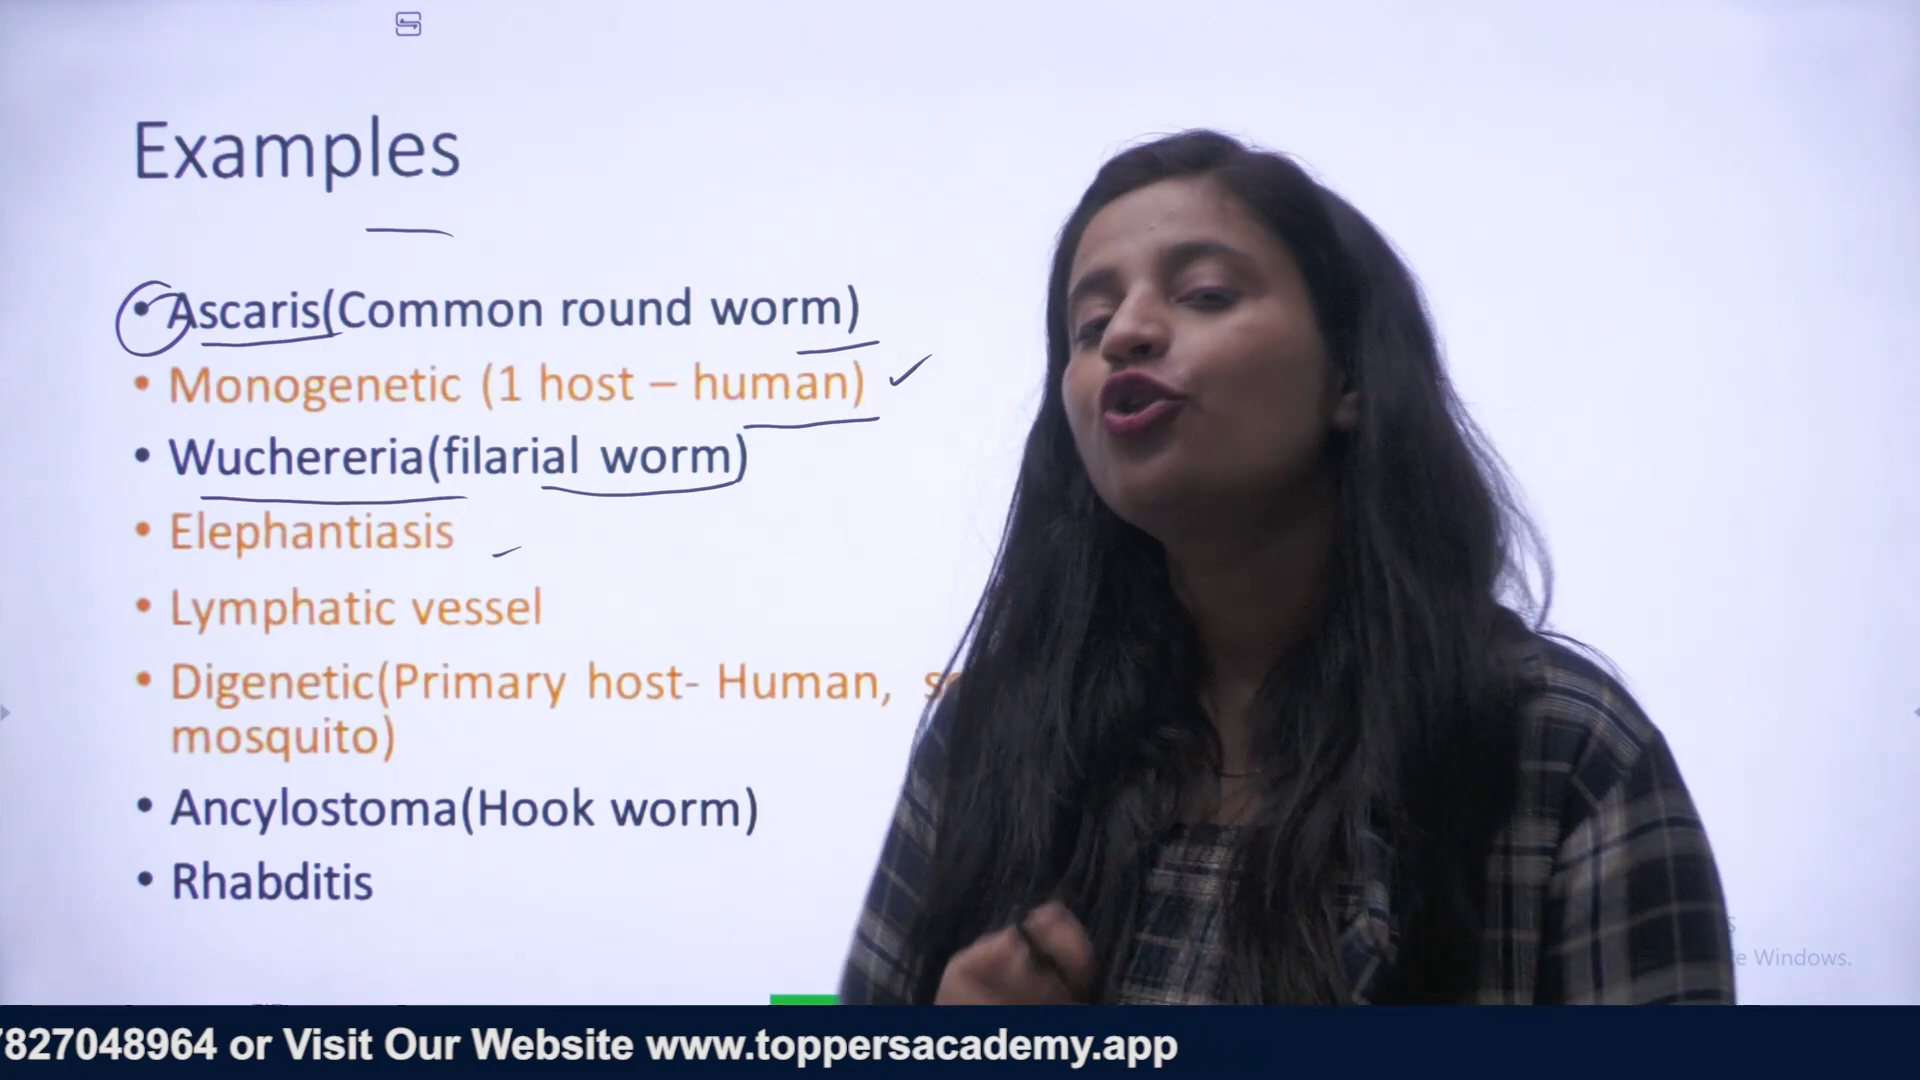 Examples
• Ascaris(Common round worm)
• Monogenetic (1 host – human)
• Wuchereria(filarial worm)
• Elephantiasis
• Lymphatic vessel
• Digenetic(Primary host- Human,
mosquito)
• Ancylostoma(Hook worm)
• Rhabditis
Windows.
7827048964 or Visit Our Website www.toppersacademy.app